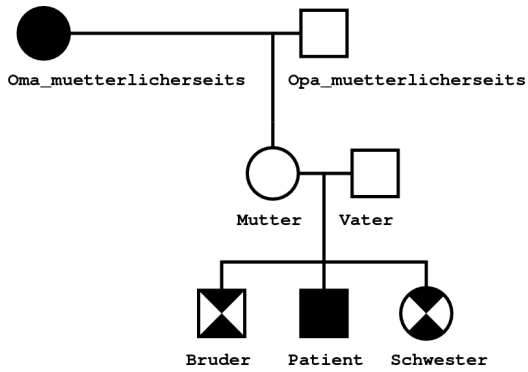 Oma_muetterlicherseits Opa_muetterlicherseits
Mutter Vater
Bruder Patient Schwester